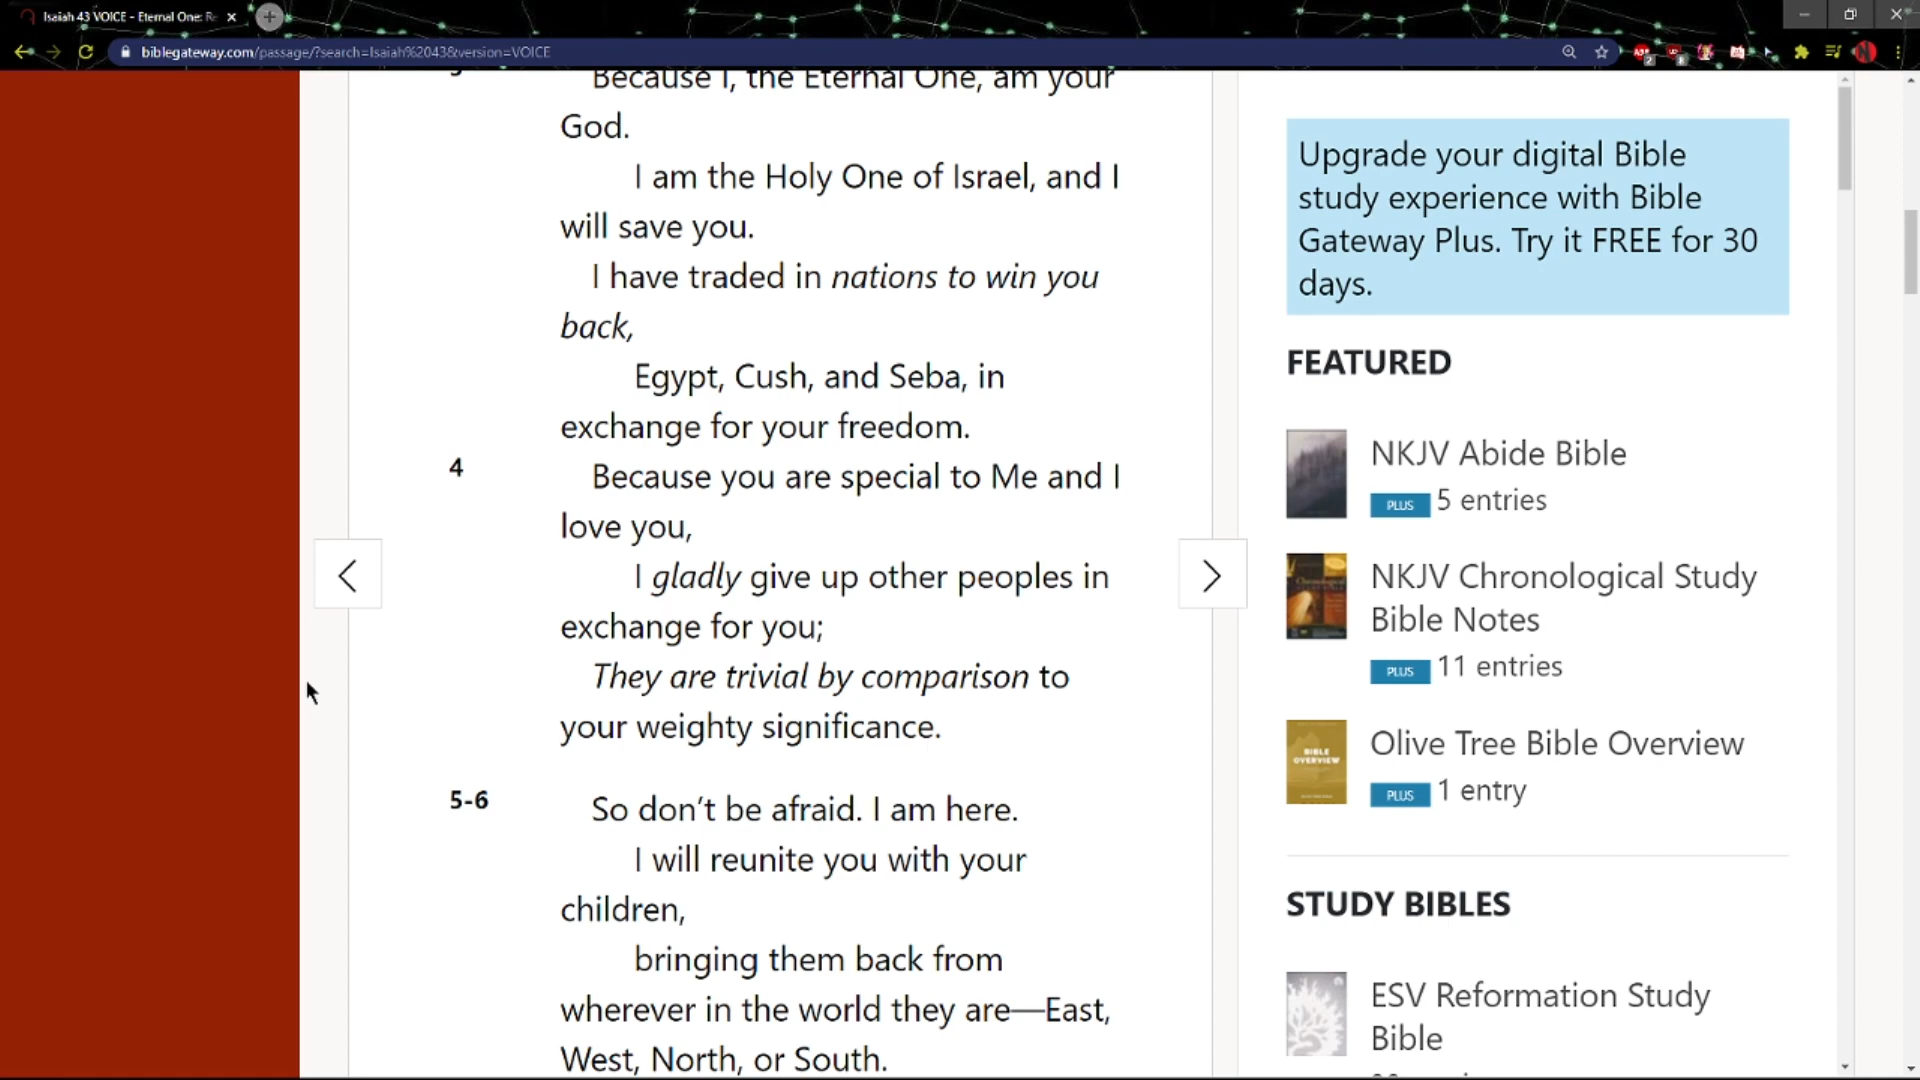 Isaiah 43 VOICE - Eternal One: Re
biblegateway.com/passage/?search=Isaiah%2043&version=VOICE
Because I, the Eternal One, am your
God.
I am the Holy One of Israel, and I
will save you.
I have traded in nations to win you
back,
Egypt, Cush, and Seba, in
exchange for your freedom.
4
Because you are special to Me and I
love you,
I gladly give up other peoples in
exchange for you;
They are trivial by comparison to
your weighty significance.
5-6
So don’t be afraid. I am here.
I will reunite you with your
children,
bringing them back from
wherever in the world they are—East,
West, North, or South.
Upgrade your digital Bible
study experience with Bible
Gateway Plus. Try it FREE for 30
days.
FEATURED
NKJV Abide Bible
PLUS 5 entries
NKJV Chronological Study
Bible Notes
PLUS 11 entries
BIBLE
OVERVIEW
Olive Tree Bible Overview
PLUS 1 entry
STUDY BIBLES
ESV Reformation Study
Bible